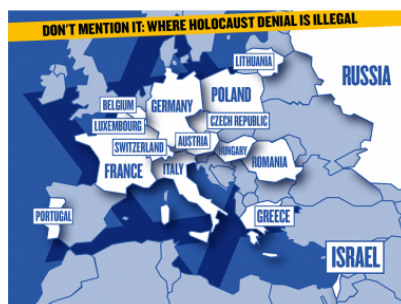 DON'T MENTION IT: WHERE HOLOCAUST DENIAL IS ILLEGAL
LITHUANIA
RUSSIA
POLAND
BELGIUM
GERMANY
LUXEMBOURG
CZECH REPUBLIC
SWITZERLAND
AUSTRIA
HUNGARY
FRANCE
ITALY
ROMANIA
PORTUGAL
GREECE
ISRAEL